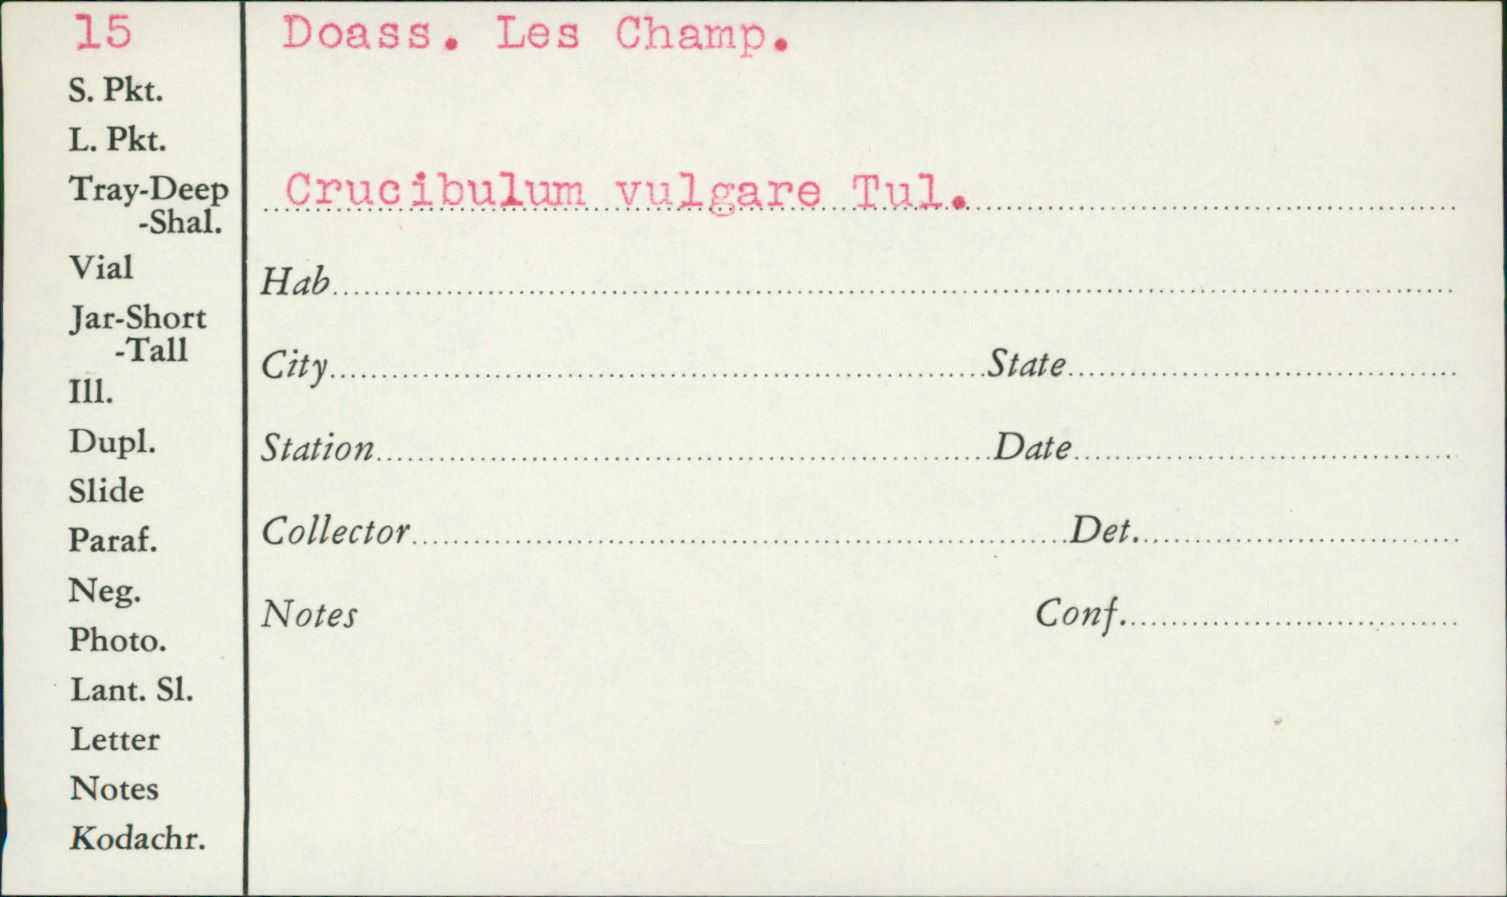 15
Doass. Les Champ.
S. Pkt.
L. Pkt.
Tray-Deep
-Shal.
Vial
Jar-Short
-Tall
Ill.
Dupl.
Slide
Paraf.
Neg.
Photo.
Lant. Sl.
Letter
Notes
Kodachr.
Crucibulum vulgare Tul.
Hab
City State
Station Date
Collector Det.
Notes Conf.